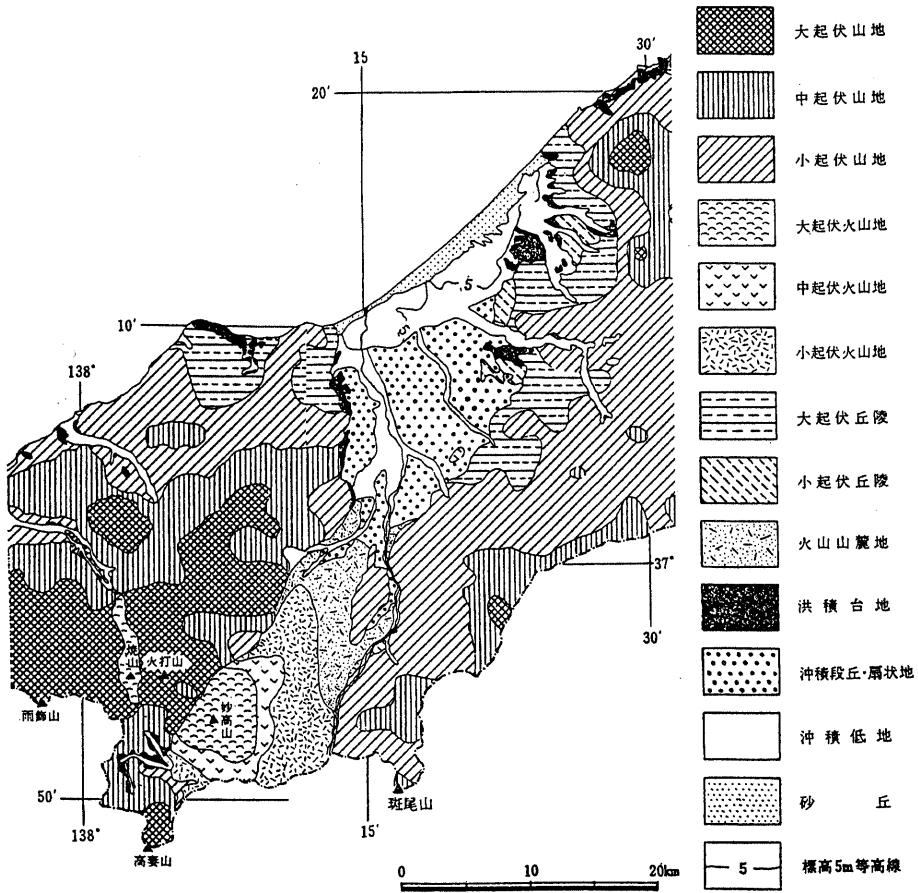 30′
15
20′
5
5
10′
138°
37°
30′
焼山
火打山
雨飾山
妙高山
50′
斑尾山
138°
15′
高妻山
0 10 20km
大起伏山地
中起伏山地
小起伏山地
大起伏火山地
中起伏火山地
小起伏火山地
大起伏丘陵
小起伏丘陵
火山山麓地
洪積台地
沖積段丘・扇状地
沖積低地
砂丘
5 標高5m等高線